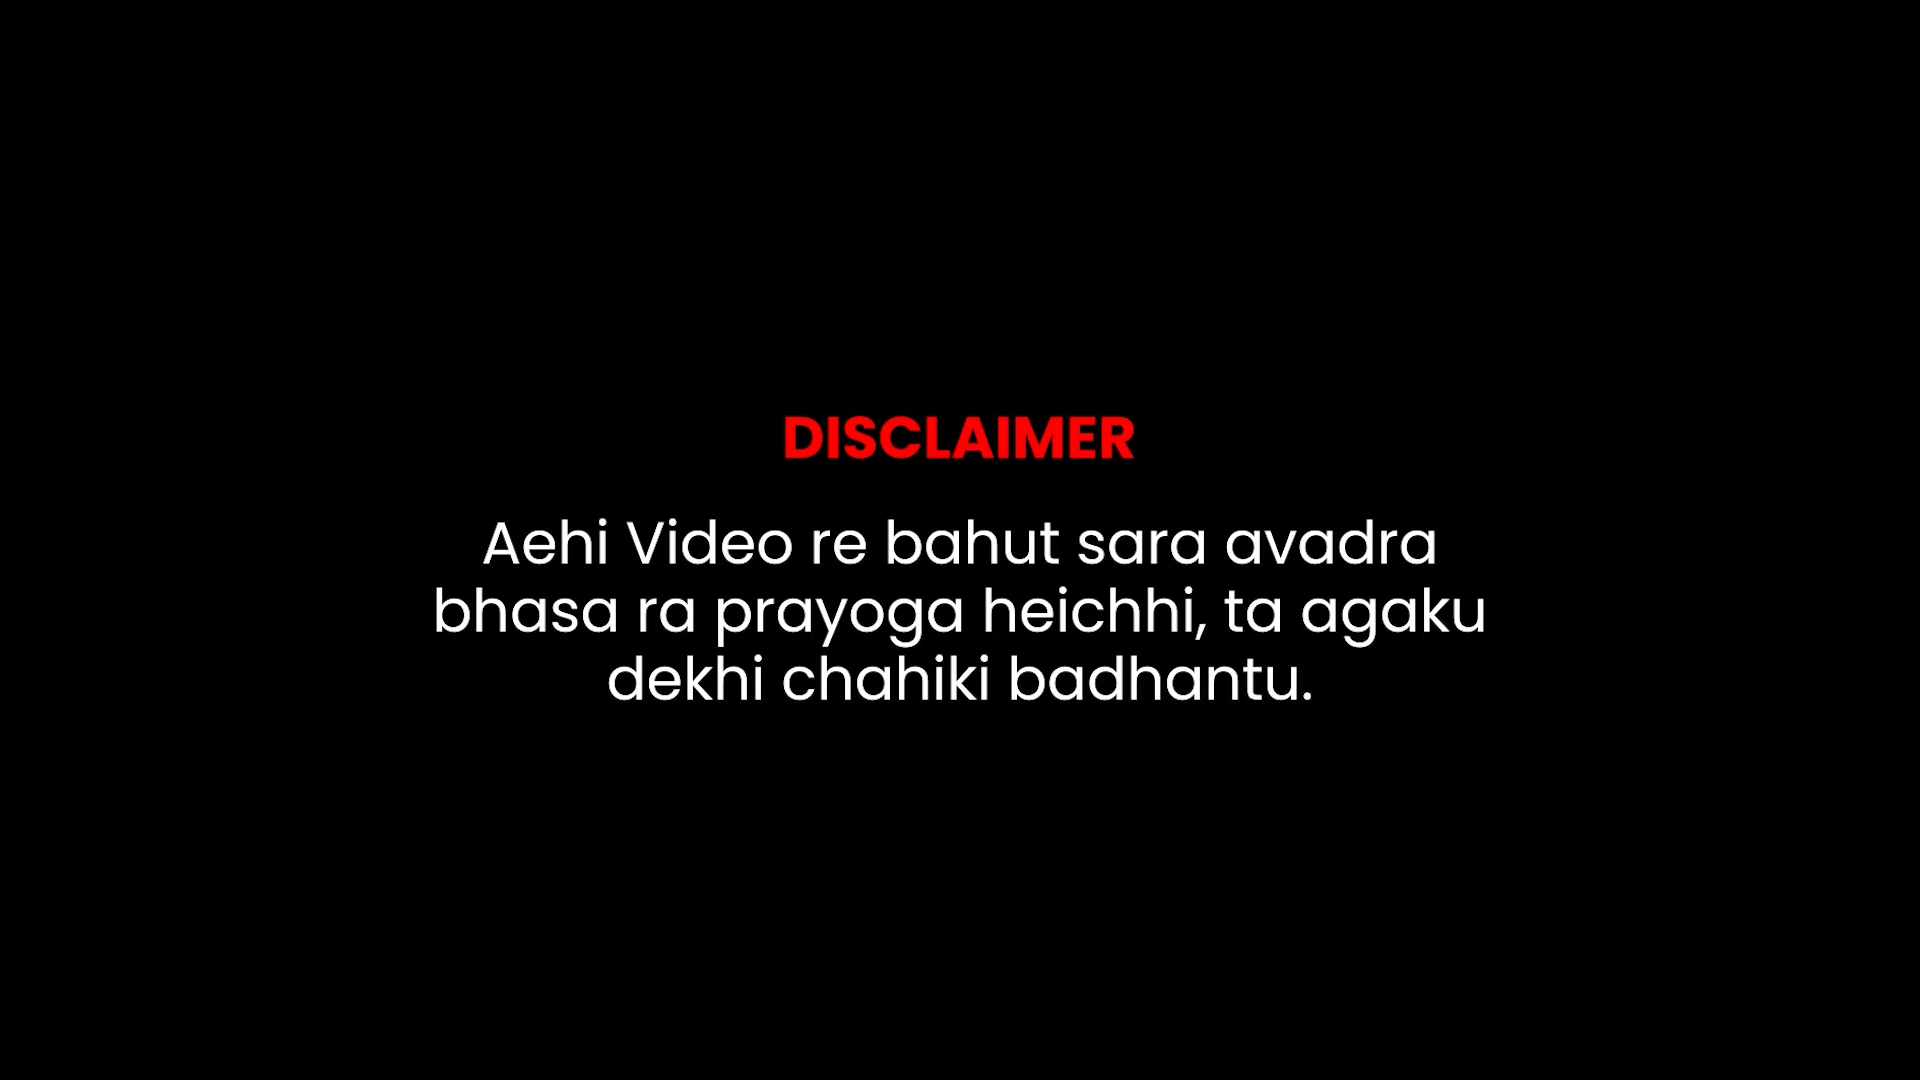 DISCLAIMER
Aehi Video re bahut sara avadra
bhasa ra prayoga heichhi, ta agaku
dekhi chahiki badhantu.